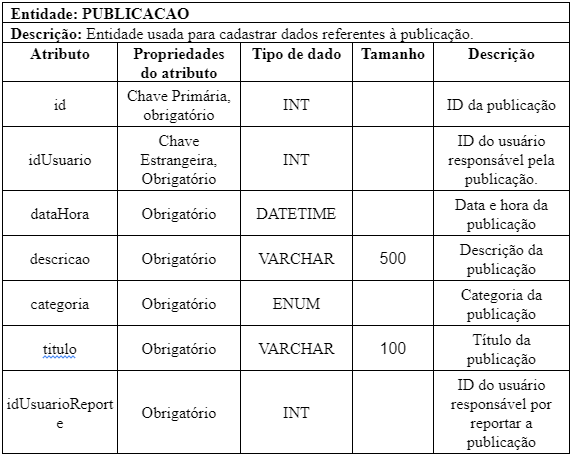 Entidade: PUBLICACAO
Descrição: Entidade usada para cadastrar dados referentes à publicação.
Atributo Propriedades do atributo Tipo de dado Tamanho Descrição
id Chave Primária, obrigatório INT ID da publicação
idUsuario Chave Estrangeira, Obrigatório INT ID do usuário responsável pela publicação.
dataHora Obrigatório DATETIME Data e hora da publicação
descricao Obrigatório VARCHAR 500 Descrição da publicação
categoria Obrigatório ENUM Categoria da publicação
titulo Obrigatório VARCHAR 100 Título da publicação
idUsuarioReporte Obrigatório INT ID do usuário responsável por reportar a publicação